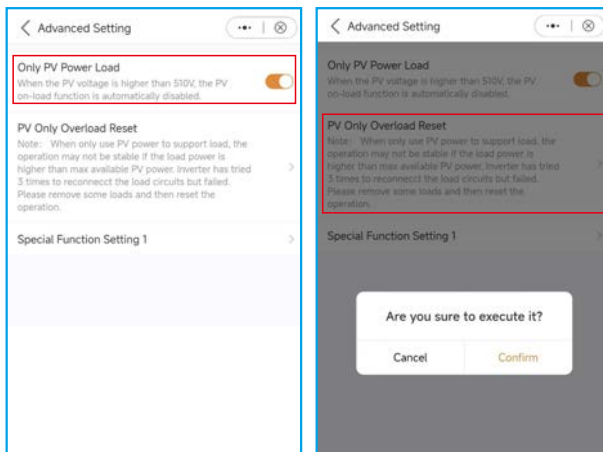 Advanced Setting
Only PV Power Load
When the PV voltage is higher than 510V, the PV
on-load function is automatically disabled.
PV Only Overload Reset
Note: When only use PV power to support load, the
operation may not be stable if the load power is
higher than max available PV power. Inverter has tried
3 times to reconnecct the load circuits but failed.
Please remove some loads and then reset the
operation.
Special Function Setting 1
Advanced Setting
Only PV Power Load
When the PV voltage is higher than 510V, the PV
on-load function is automatically disabled.
PV Only Overload Reset
Note: When only use PV power to support load, the
operation may not be stable if the load power is
higher than max available PV power. Inverter has tried
3 times to reconnecct the load circuits but failed.
Please remove some loads and then reset the
operation.
Special Function Setting 1
Are you sure to execute it?
Cancel Confirm